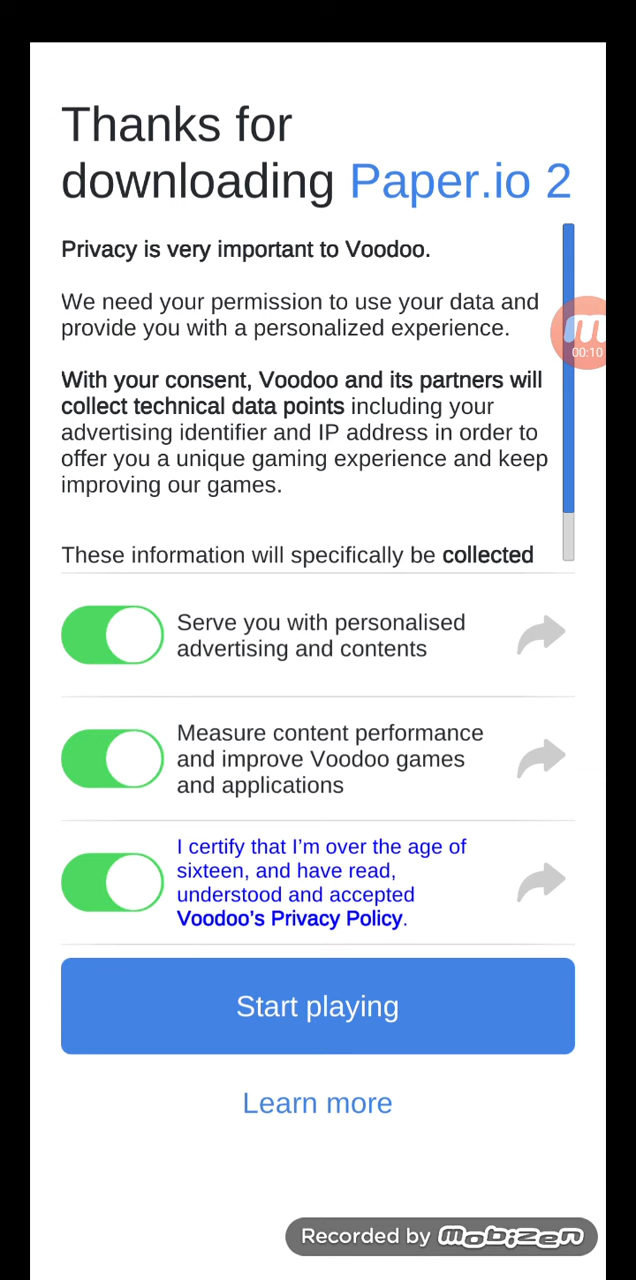 Thanks for
downloading Paper.io 2
Privacy is very important to Voodoo.
We need your permission to use your data and
provide you with a personalized experience.
With your consent, Voodoo and its partners will
collect technical data points including your
advertising identifier and IP address in order to
offer you a unique gaming experience and keep
improving our games.
These information will specifically be collected
00:10
Serve you with personalised
advertising and contents
Measure content performance
and improve Voodoo games
and applications
I certify that I’m over the age of
sixteen, and have read,
understood and accepted
Voodoo’s Privacy Policy.
Start playing
Learn more
Recorded by mobizen